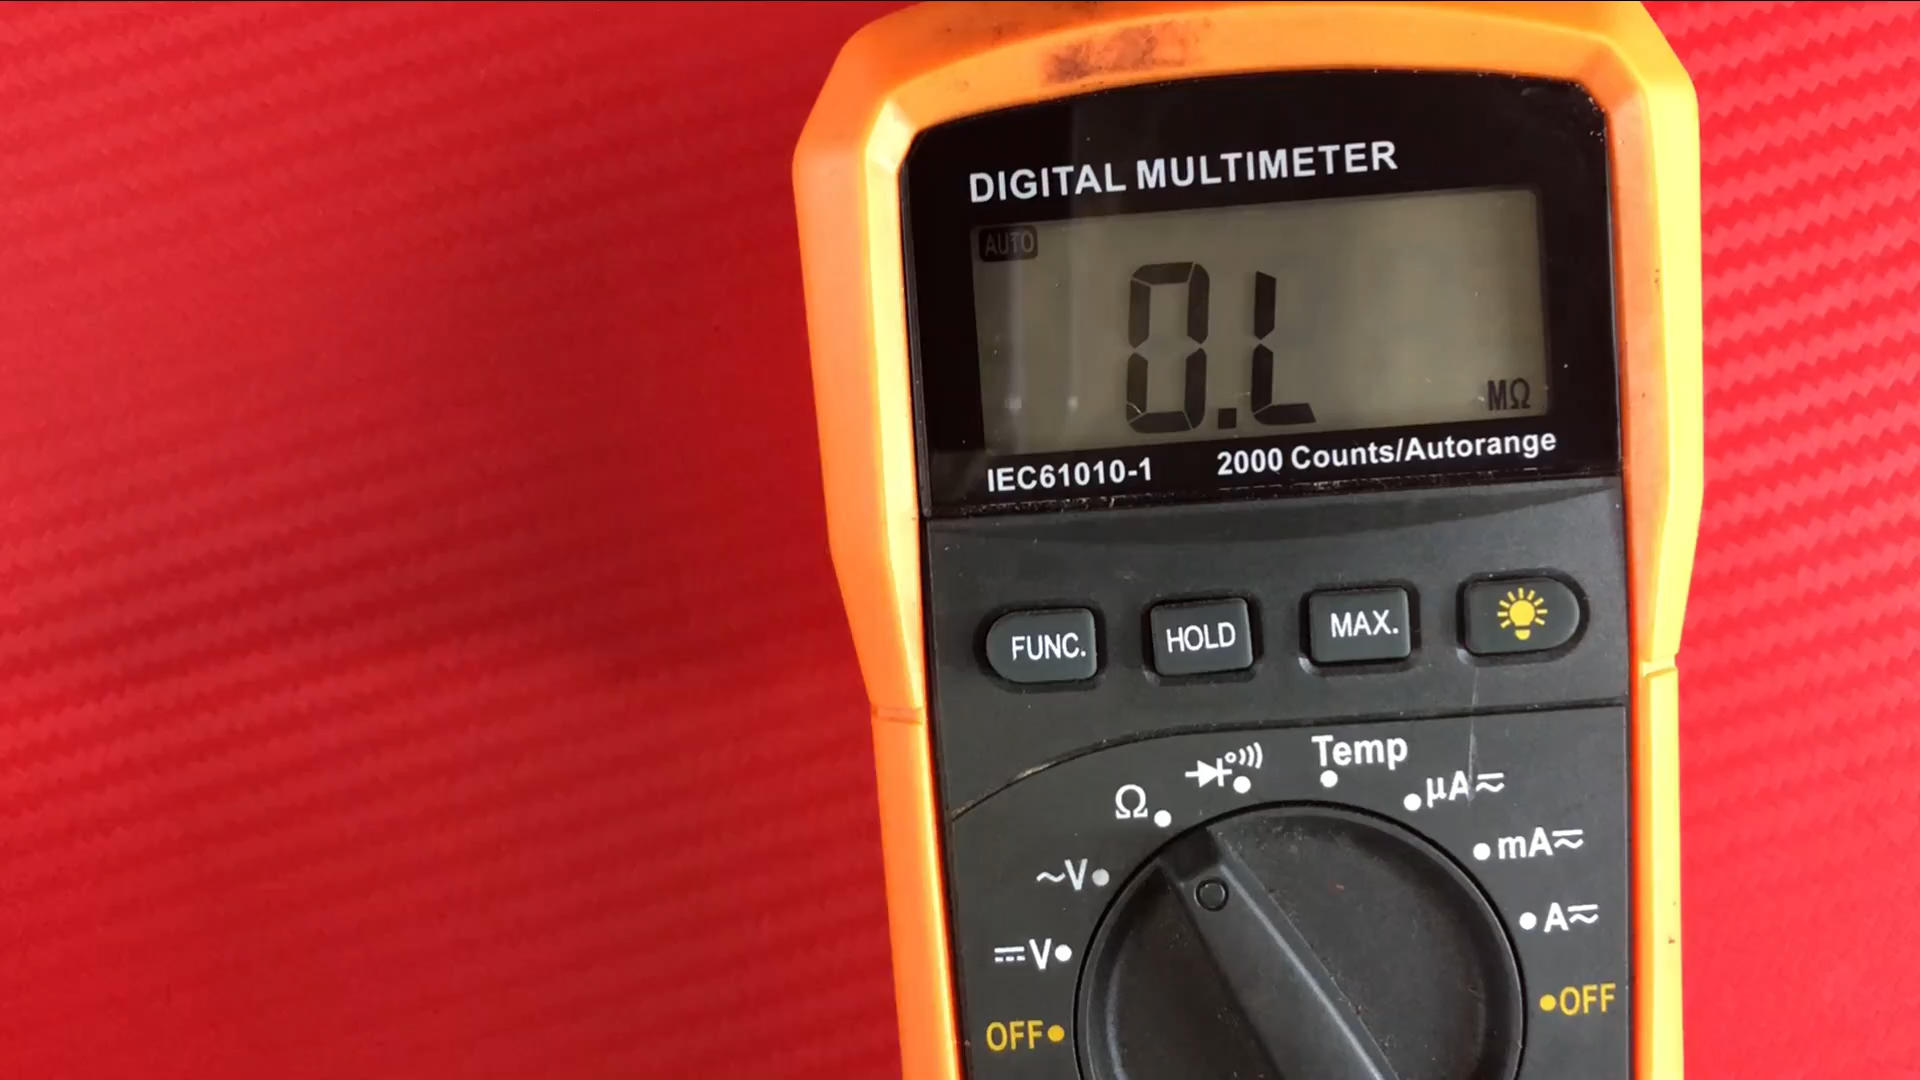 DIGITAL MULTIMETER
AUTO
0.L
MΩ
IEC61010-1 2000 Counts/Autorange
FUNC. HOLD MAX.
Temp
Ω
µA≂
~V
mA≂
⎓V
A≂
OFF
OFF